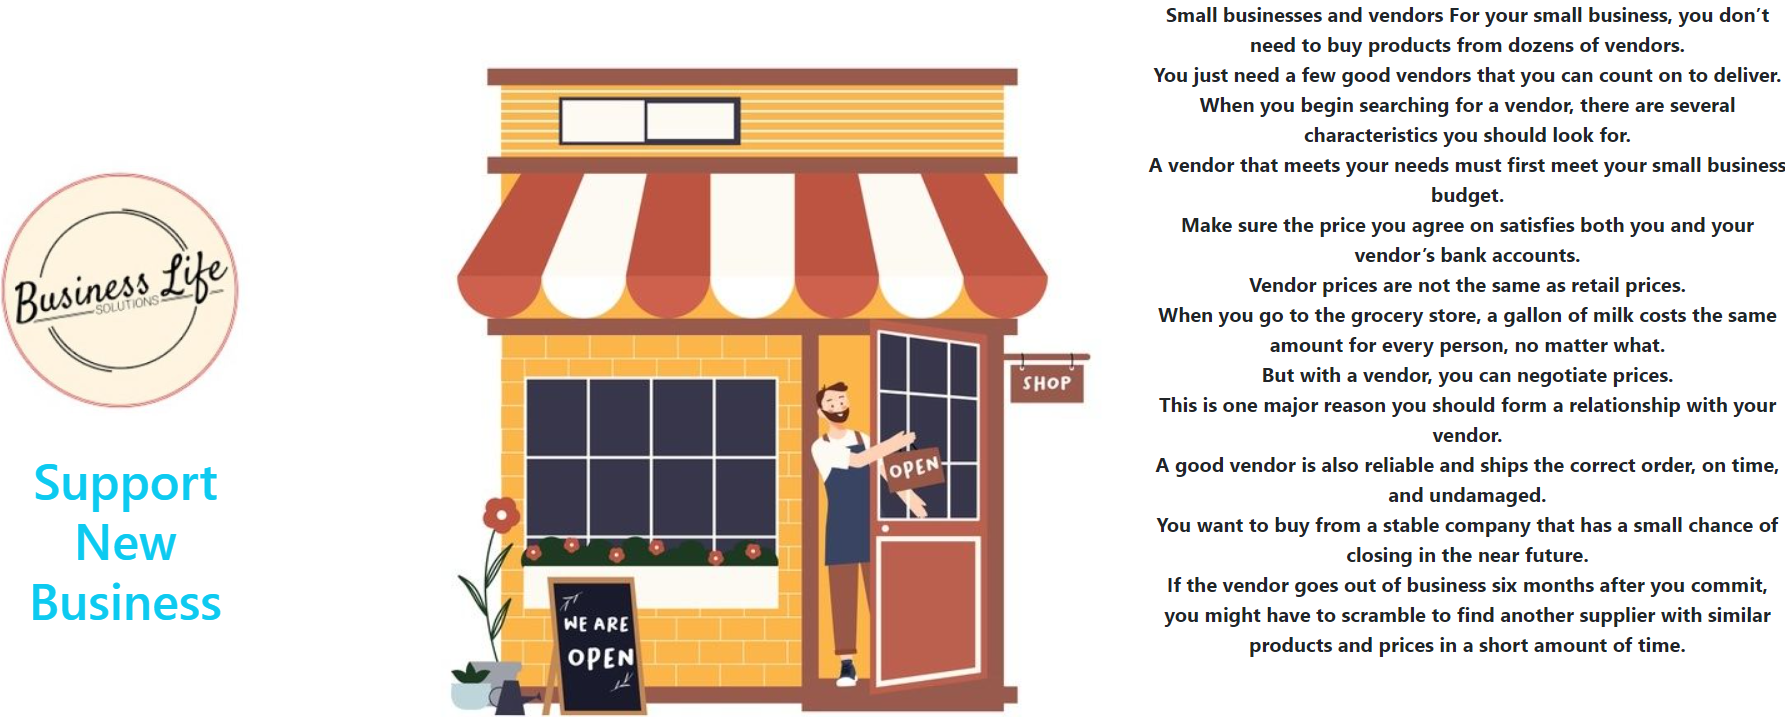 Business Life
SOLUTIONS
Support
New
Business
SHOP
OPEN
WE ARE
OPEN
Small businesses and vendors For your small business, you don’t
need to buy products from dozens of vendors.
You just need a few good vendors that you can count on to deliver.
When you begin searching for a vendor, there are several
characteristics you should look for.
A vendor that meets your needs must first meet your small business
budget.
Make sure the price you agree on satisfies both you and your
vendor’s bank accounts.
Vendor prices are not the same as retail prices.
When you go to the grocery store, a gallon of milk costs the same
amount for every person, no matter what.
But with a vendor, you can negotiate prices.
This is one major reason you should form a relationship with your
vendor.
A good vendor is also reliable and ships the correct order, on time,
and undamaged.
You want to buy from a stable company that has a small chance of
closing in the near future.
If the vendor goes out of business six months after you commit,
you might have to scramble to find another supplier with similar
products and prices in a short amount of time.